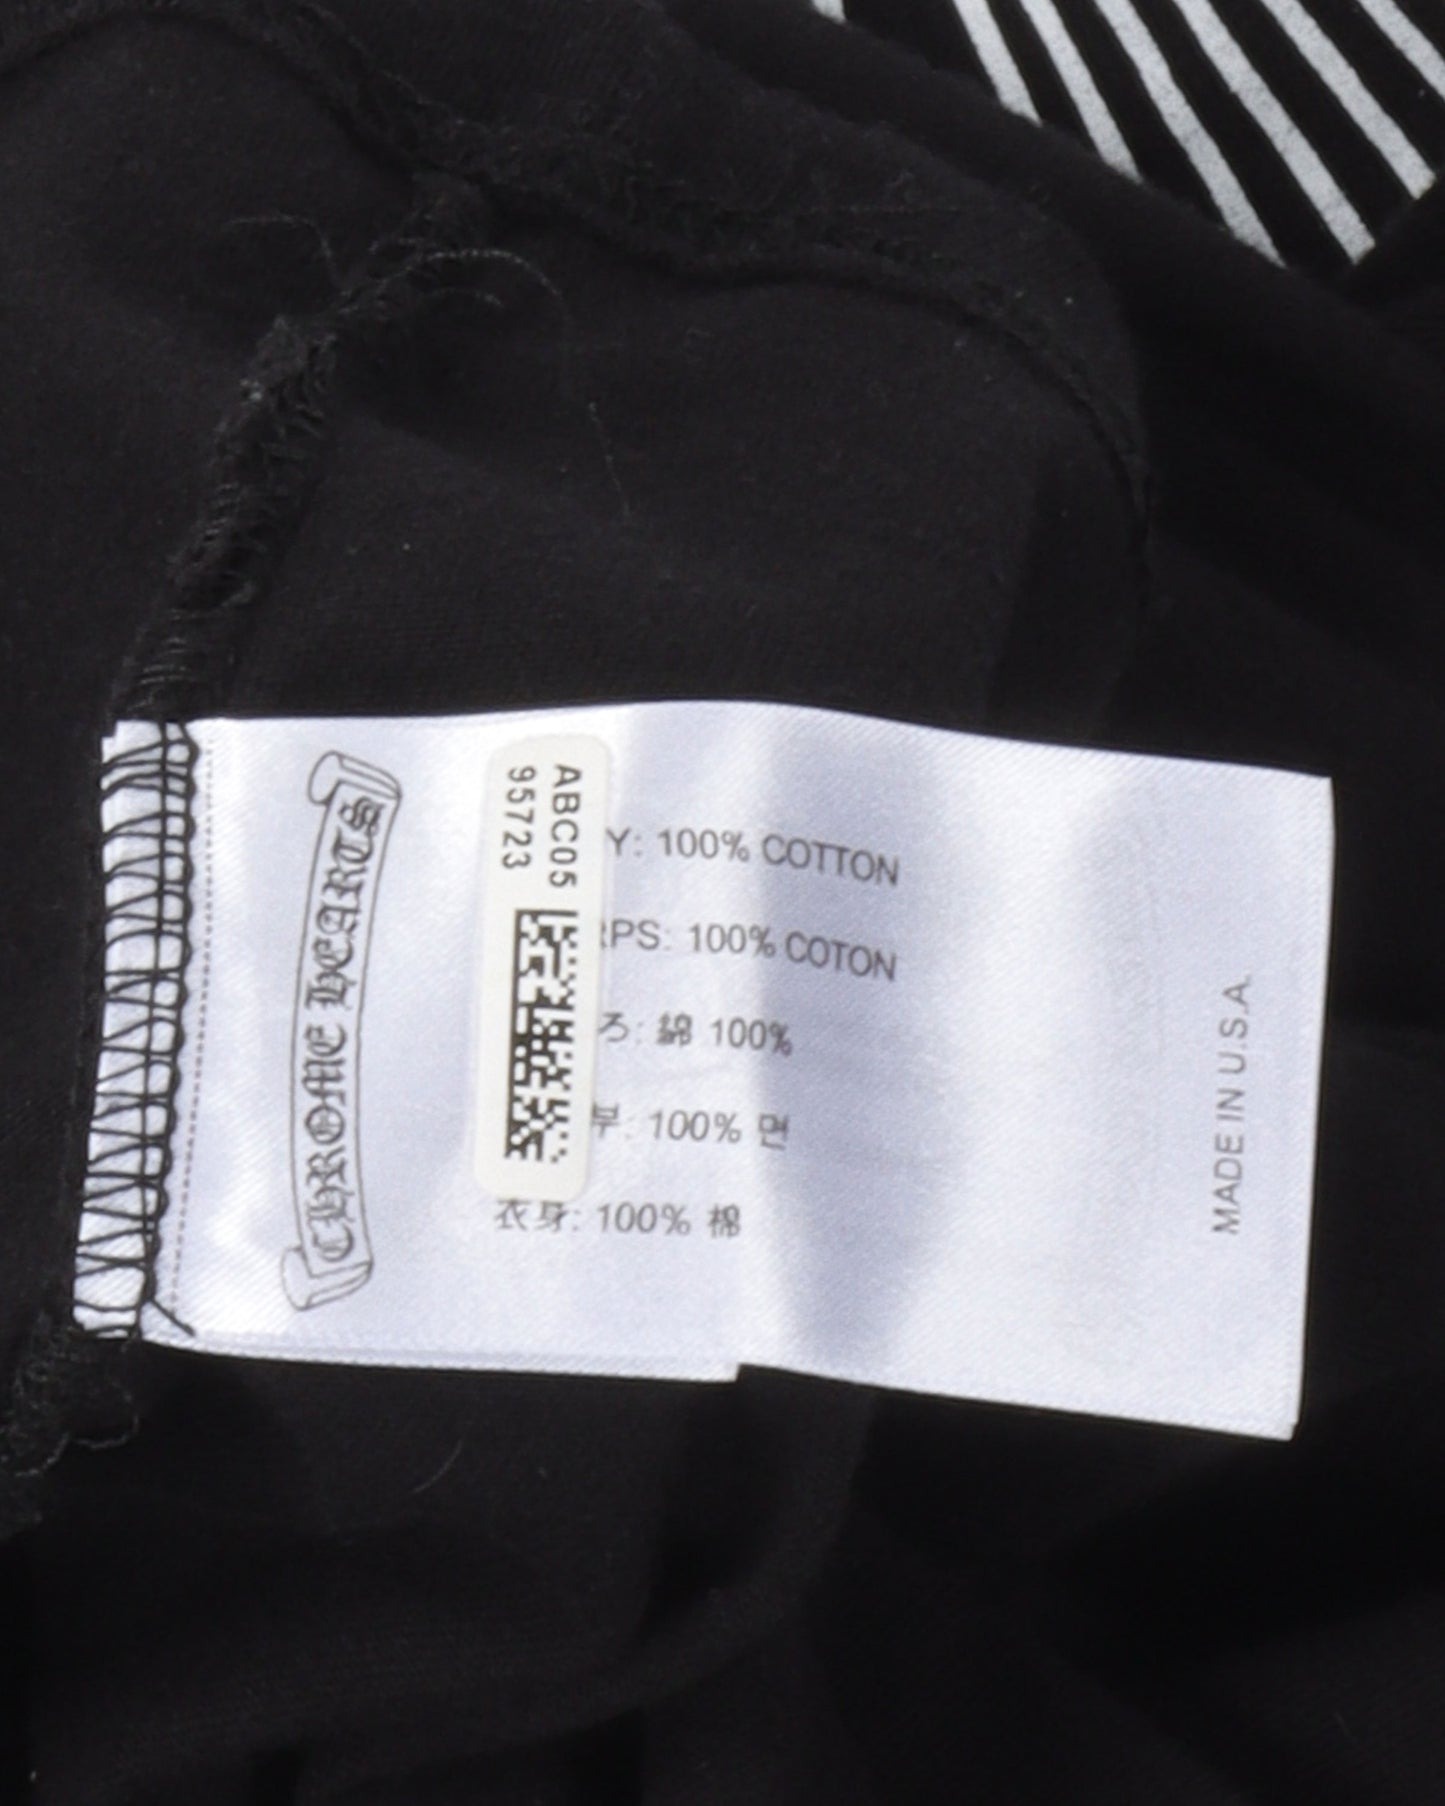 CHROME HEARTS
ABC05
95723
Y: 100% COTTON
RPS: 100% COTON
ろ: 綿 100%
부: 100% 면
衣身: 100% 棉
MADE IN U.S.A.